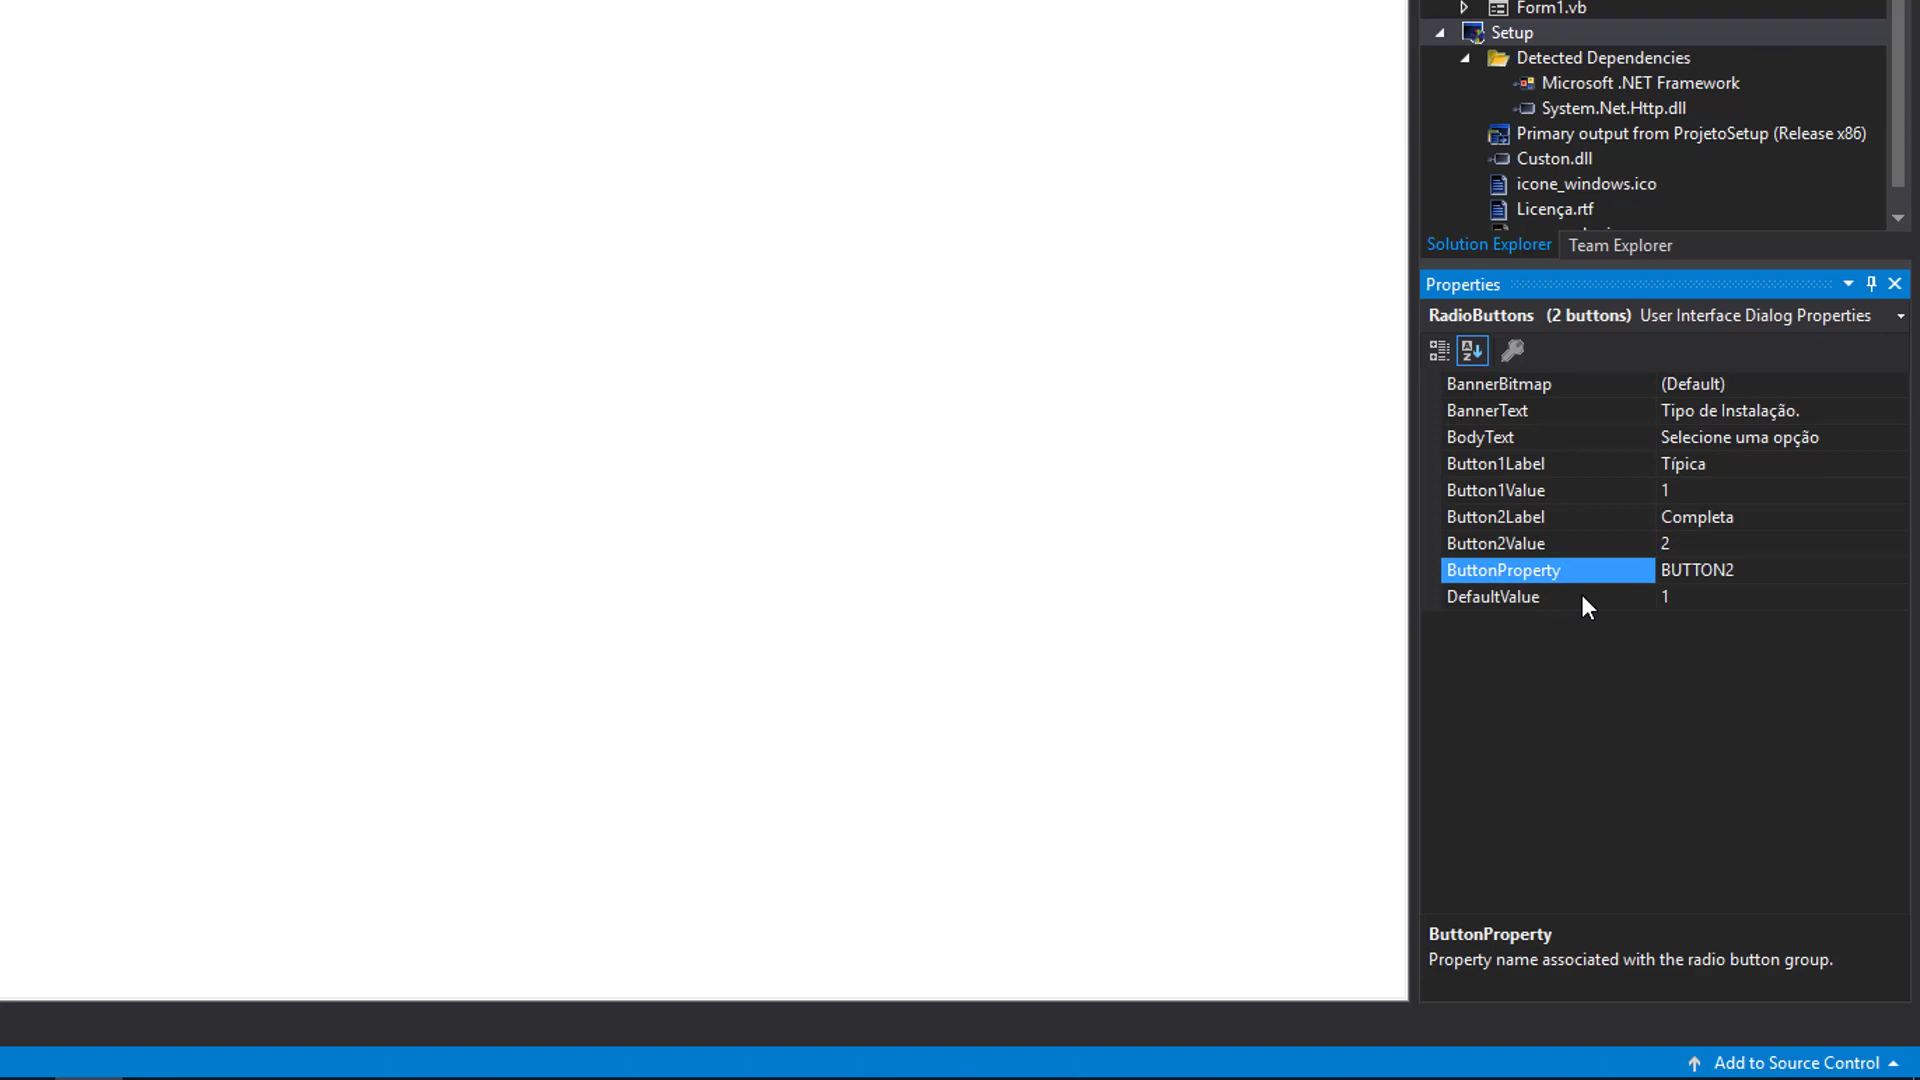 Form1.vb
Setup
Detected Dependencies
Microsoft .NET Framework
System.Net.Http.dll
Primary output from ProjetoSetup (Release x86)
Custon.dll
icone_windows.ico
Licença.rtf
Solution Explorer Team Explorer
Properties
RadioButtons (2 buttons) User Interface Dialog Properties
BannerBitmap (Default)
BannerText Tipo de Instalação.
BodyText Selecione uma opção
Button1Label Típica
Button1Value 1
Button2Label Completa
Button2Value 2
ButtonProperty BUTTON2
DefaultValue 1
ButtonProperty
Property name associated with the radio button group.
Add to Source Control